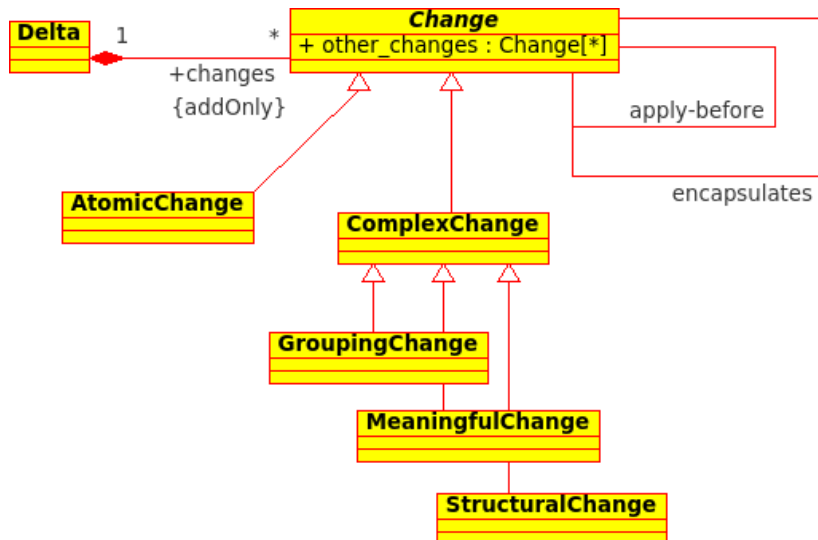 Change
Delta
1
*
+ other_changes : Change[*]
+changes
{addOnly}
apply-before
encapsulates
AtomicChange
ComplexChange
GroupingChange
MeaningfulChange
StructuralChange